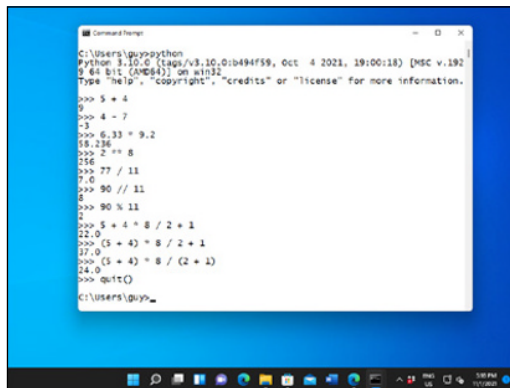 Command Prompt
C:\Users\guy>python
Python 3.10.0 (tags/v3.10.0:b494f59, Oct  4 2021, 19:00:18) [MSC v.192
9 64 bit (AMD64)] on win32
Type "help", "copyright", "credits" or "license" for more information.
>>> 5 + 4
9
>>> 4 - 7
-3
>>> 6.33 * 9.2
58.236
>>> 2 ** 8
256
>>> 77 / 11
7.0
>>> 90 // 11
8
>>> 90 % 11
2
>>> 5 + 4 * 8 / 2 + 1
22.0
>>> (5 + 4) * 8 / 2 + 1
37.0
>>> (5 + 4) * 8 / (2 + 1)
24.0
>>> quit()
C:\Users\guy>_
ENG
US